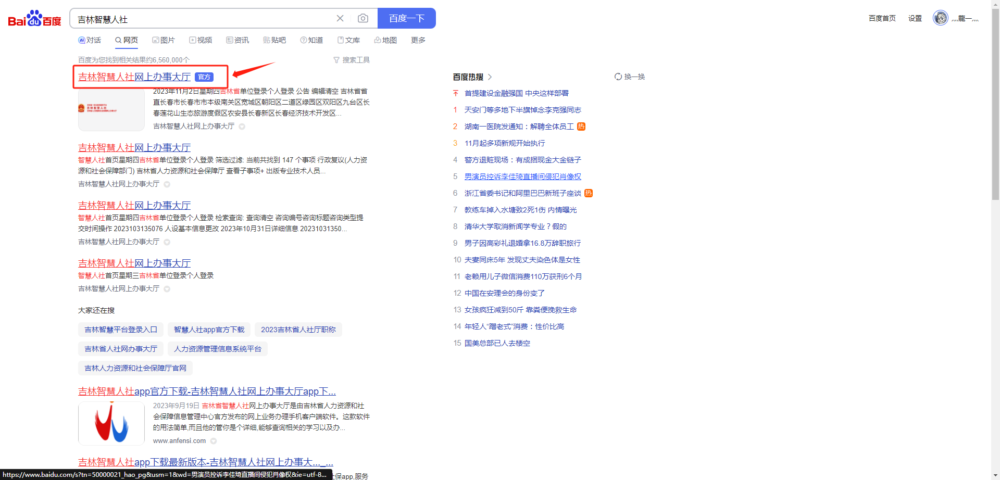 Bai du 百度
吉林智慧人社
百度一下
百度首页 设置 灬龍一灬
Ai 对话 网页 图片 视频 资讯 贴吧 知道 文库 地图 更多
百度为您找到相关结果约6,560,000个 搜索工具
吉林智慧人社网上办事大厅 官方
2023年11月2日星期四吉林省单位登录个人登录 公告 编辑清空 吉林省省
直长春市长春市市本级南关区宽城区朝阳区二道区绿园区双阳区九台区长
春莲花山生态旅游度假区农安县长春新区长春经济技术开发区...
吉林智慧人社网上办事大厅
吉林智慧人社网上办事大厅
智慧人社首页星期四吉林省单位登录个人登录 筛选过滤: 当前共找到 147 个事项 行政复议(人力资
源和社会保障部门) 吉林省人力资源和社会保障厅 查看子事项+ 出版专业技术人员...
吉林智慧人社网上办事大厅
吉林智慧人社网上办事大厅
智慧人社首页星期四吉林省单位登录个人登录 检索查询: 查询清空 咨询编号咨询标题咨询类型提
交时间操作 2023103135076 人设基本信息更改 2023年10月31日详细信息 20231031350...
吉林智慧人社网上办事大厅
吉林智慧人社网上办事大厅
智慧人社首页星期三吉林省单位登录个人登录
吉林智慧人社网上办事大厅
大家还在搜
吉林智慧平台登录入口 智慧人社app官方下载 2023吉林省人社厅职称
吉林省人社网办事大厅 人力资源管理信息系统平台
吉林人力资源和社会保障厅官网
吉林智慧人社app官方下载-吉林智慧人社网上办事大厅app下...
2023年9月19日 吉林省智慧人社网上办事大厅是由吉林省人力资源和社
会保障信息管理中心官方发布的网上业务办理手机客户端软件。这款软件
的用法简单,而且他的管你是个详细,能够查询相关的学习以及办...
www.anfensi.com
吉林智慧人社app下载最新版本-吉林智慧人社网上办事大..._...
社保app,服务
https://www.baidu.com/s?tn=50000021_hao_pg&usm=1&wd=男演员控诉李佳琦直播间侵犯肖像权&ie=utf-8...
百度热搜 换一换
首提建设金融强国 中央这样部署
1 天安门等多地下半旗悼念李克强同志
2 湖南一医院发通知：解聘全体员工 热
3 11月起多项新规开始执行
4 警方退赃现场：有成捆现金大金链子
5 男演员控诉李佳琦直播间侵犯肖像权
6 浙江省委书记和阿里巴巴新班子座谈 热
7 教练车掉入水塘致2死1伤 内情曝光
8 清华大学取消新闻学专业？假的
9 男子因高彩礼退婚拿16.8万辞职旅行
10 夫妻同床5年 发现丈夫染色体是女性
11 老赖用儿子微信消费110万获刑6个月
12 中国在安理会的身份变了
13 女孩疯狂减到50斤 靠粪便挽救生命
14 年轻人“蹭老式”消费：性价比高
15 国美总部已人去楼空